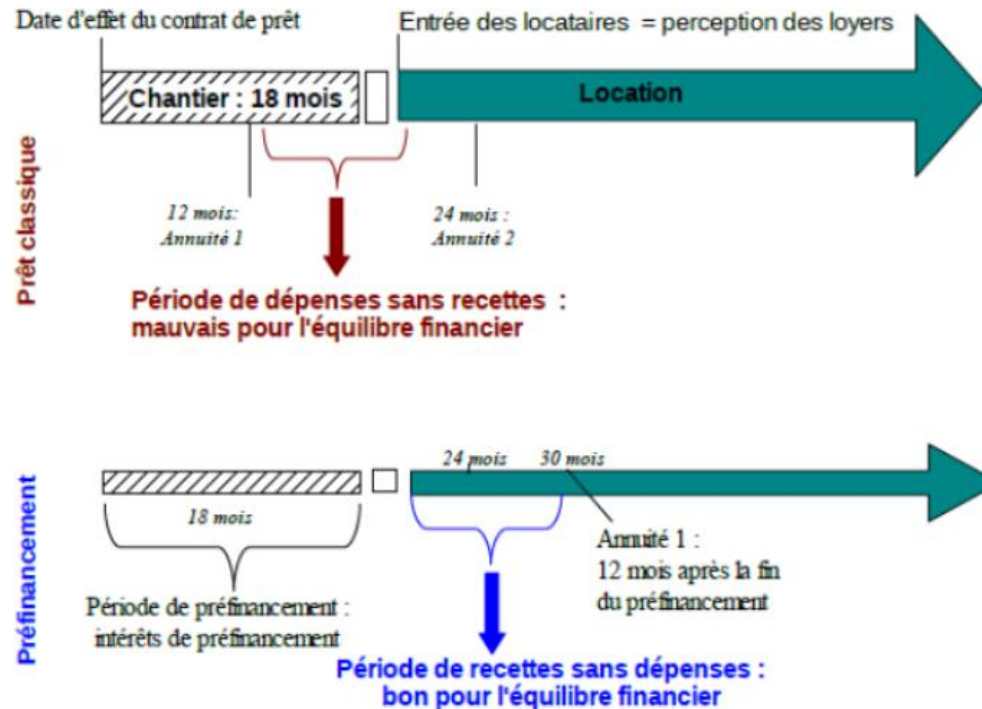 Date d'effet du contrat de prêt
Entrée des locataires = perception des loyers
Chantier : 18 mois
Location
Prêt classique
12 mois:
Annuité 1
24 mois :
Annuité 2
Période de dépenses sans recettes :
mauvais pour l'équilibre financier
Préfinancement
24 mois
30 mois
18 mois
Annuité 1 :
12 mois après la fin
du préfinancement
Période de préfinancement :
intérêts de préfinancement
Période de recettes sans dépenses :
bon pour l'équilibre financier